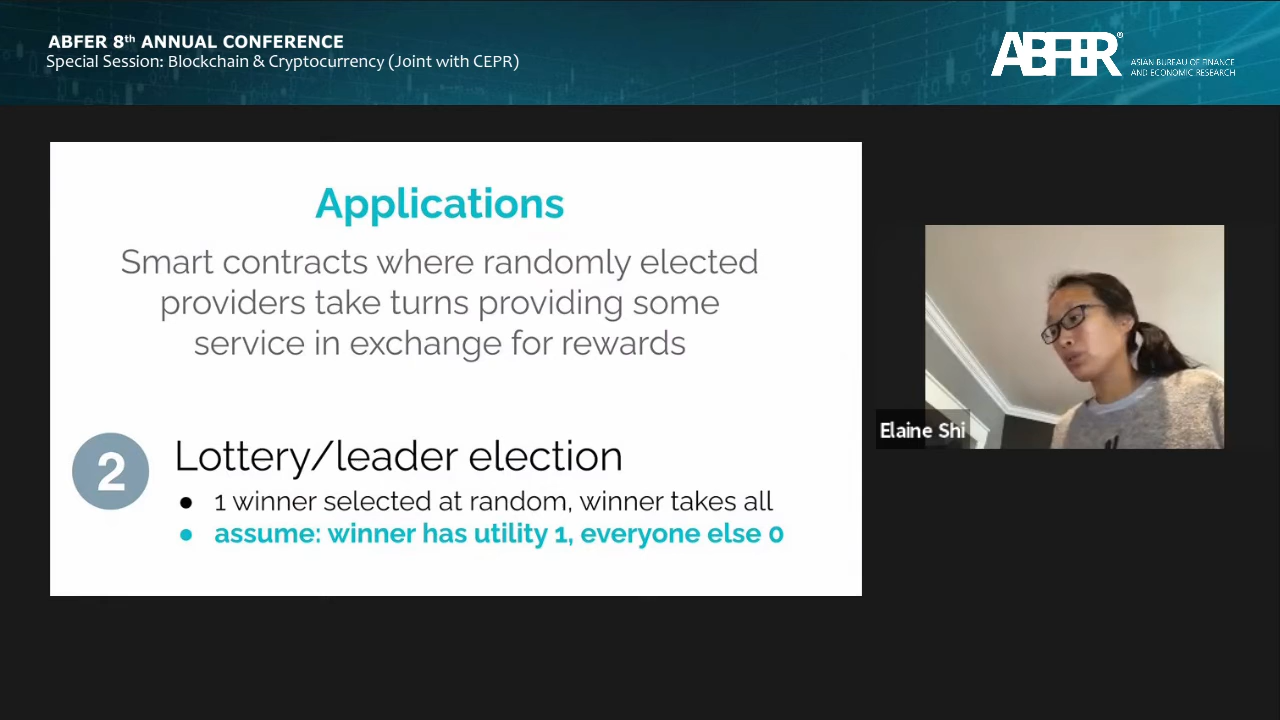 ABFER 8th ANNUAL CONFERENCE
Special Session: Blockchain & Cryptocurrency (Joint with CEPR)
ABFER®
ASIAN BUREAU OF FINANCE
AND ECONOMIC RESEARCH
Applications
Smart contracts where randomly elected
providers take turns providing some
service in exchange for rewards
2
Lottery/leader election
● 1 winner selected at random, winner takes all
● assume: winner has utility 1, everyone else 0
Elaine Shi